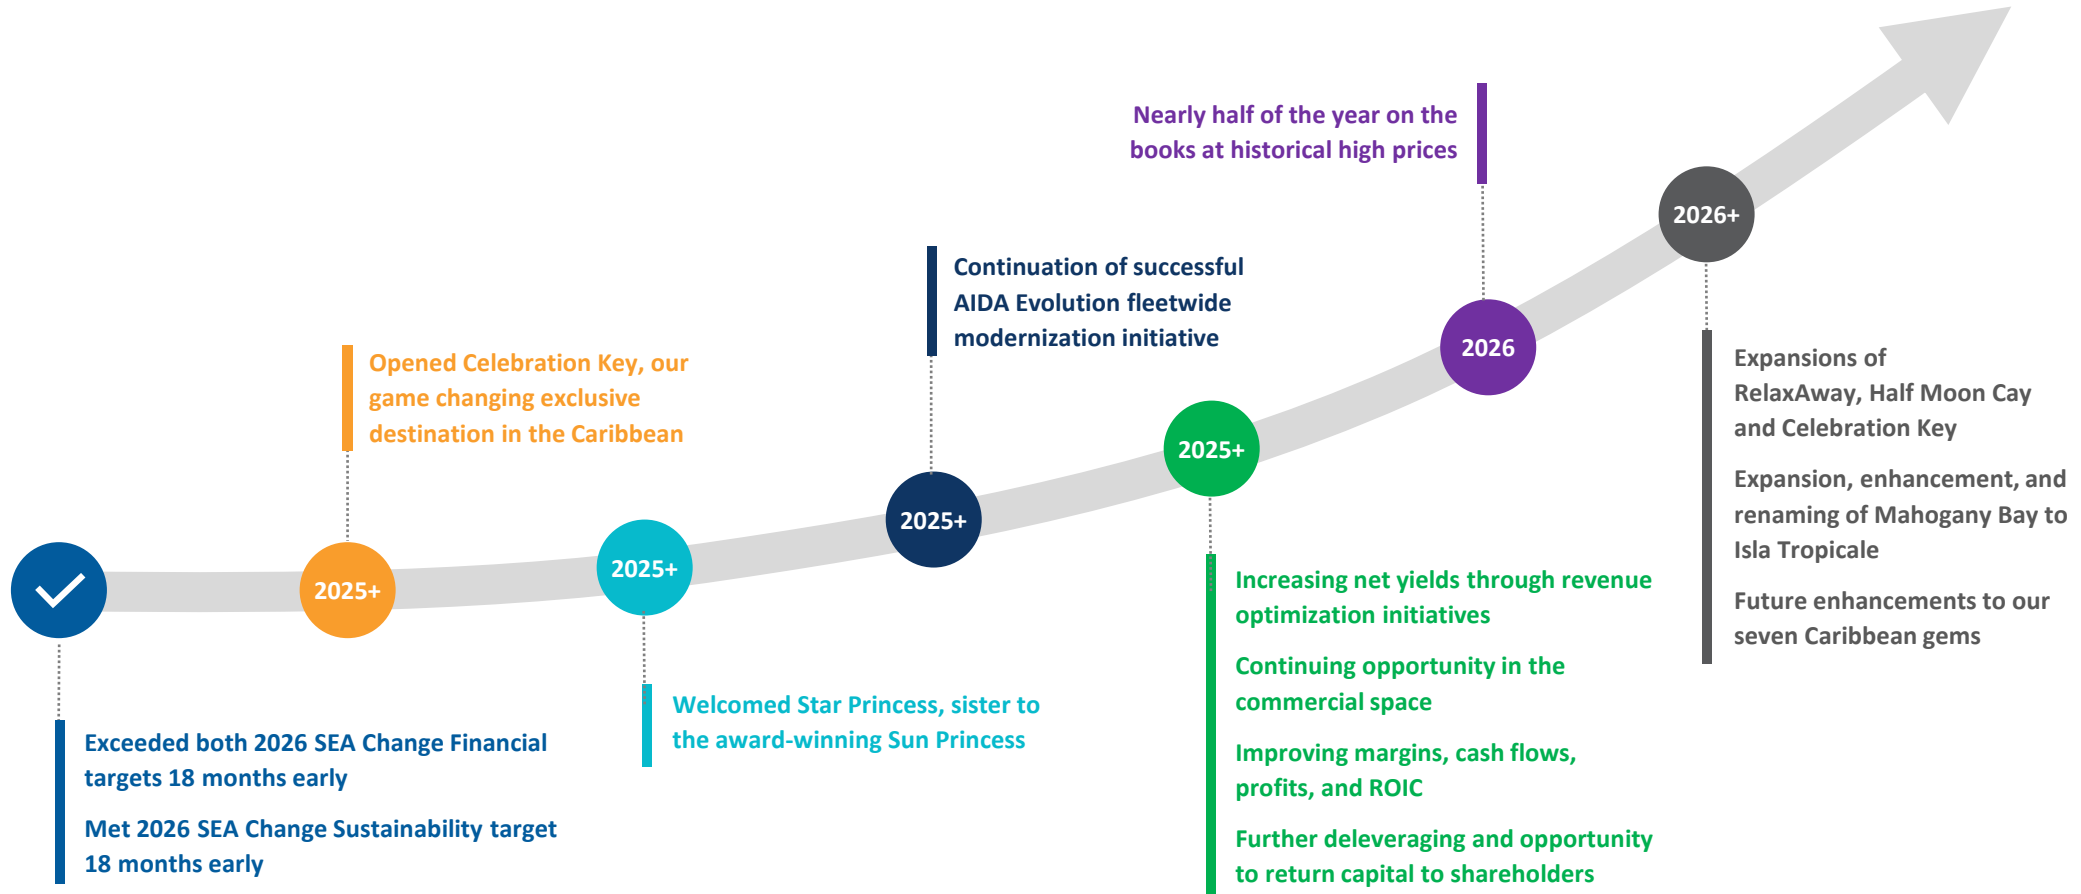 Exceeded both 2026 SEA Change Financial
targets 18 months early
Met 2026 SEA Change Sustainability target
18 months early
2025+
Opened Celebration Key, our
game changing exclusive
destination in the Caribbean
2025+
Welcomed Star Princess, sister to
the award-winning Sun Princess
2025+
Continuation of successful
AIDA Evolution fleetwide
modernization initiative
2025+
Increasing net yields through revenue
optimization initiatives
Continuing opportunity in the
commercial space
Improving margins, cash flows,
profits, and ROIC
Further deleveraging and opportunity
to return capital to shareholders
2026
Nearly half of the year on the
books at historical high prices
2026+
Expansions of
RelaxAway, Half Moon Cay
and Celebration Key
Expansion, enhancement, and
renaming of Mahogany Bay to
Isla Tropicale
Future enhancements to our
seven Caribbean gems